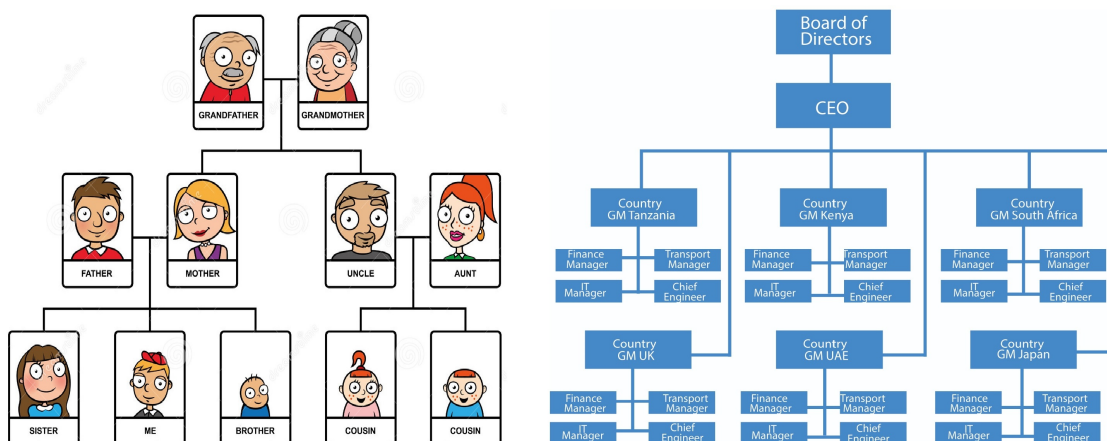 GRANDFATHER
GRANDMOTHER
FATHER
MOTHER
UNCLE
AUNT
SISTER
ME
BROTHER
COUSIN
COUSIN
Board of
Directors
CEO
Country
GM Tanzania
Finance
Manager
Transport
Manager
IT
Manager
Chief
Engineer
Country
GM Kenya
Finance
Manager
Transport
Manager
IT
Manager
Chief
Engineer
Country
GM South Africa
Finance
Manager
Transport
Manager
IT
Manager
Chief
Engineer
Country
GM UK
Finance
Manager
Transport
Manager
IT
Manager
Chief
Engineer
Country
GM UAE
Finance
Manager
Transport
Manager
IT
Manager
Chief
Engineer
Country
GM Japan
Finance
Manager
Transport
Manager
IT
Manager
Chief
Engineer